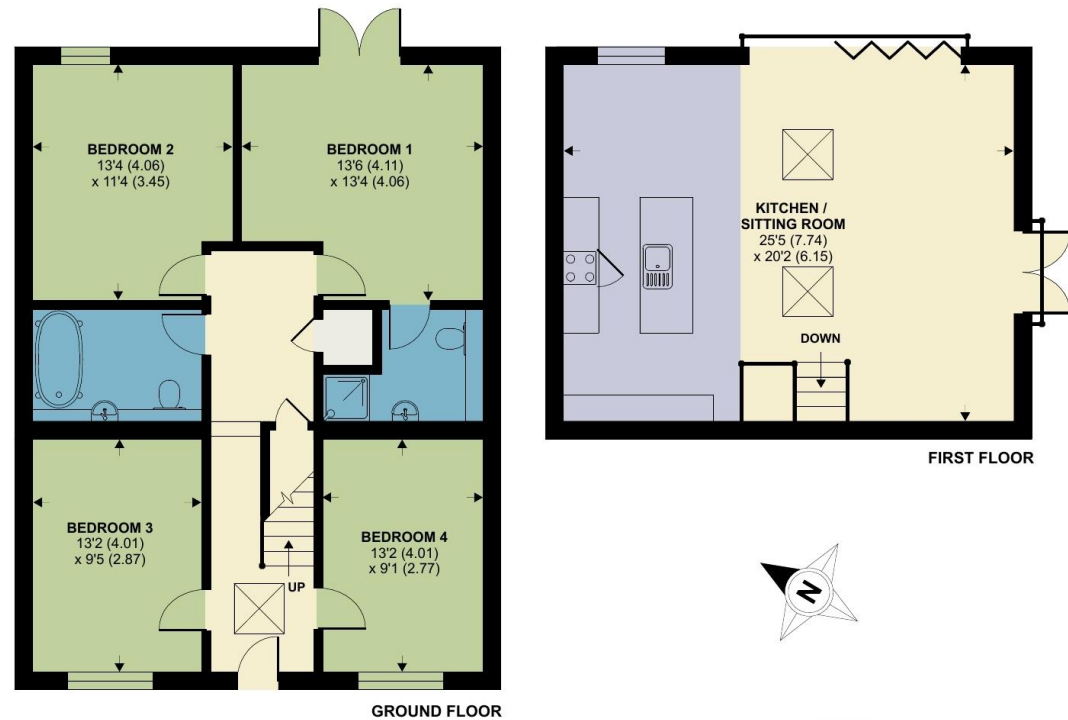 BEDROOM 2
13'4 (4.06)
x 11'4 (3.45)
BEDROOM 1
13'6 (4.11)
x 13'4 (4.06)
BEDROOM 3
13'2 (4.01)
x 9'5 (2.87)
BEDROOM 4
13'2 (4.01)
x 9'1 (2.77)
UP
GROUND FLOOR
KITCHEN /
SITTING ROOM
25'5 (7.74)
x 20'2 (6.15)
DOWN
FIRST FLOOR
N